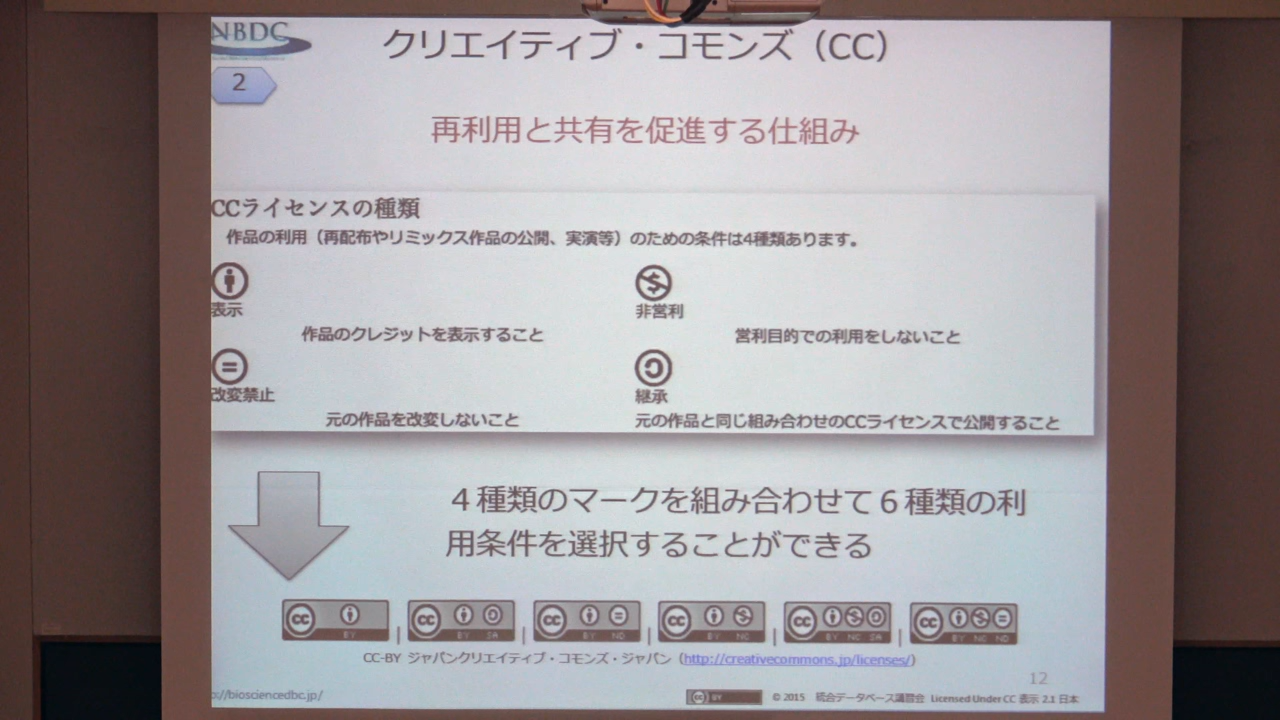 NBDC
クリエイティブ・コモンズ（CC）
2
再利用と共有を促進する仕組み
CCライセンスの種類
作品の利用（再配布やリミックス作品の公開、実演等）のための条件は4種類あります。
表示
非営利
作品のクレジットを表示すること
営利目的での利用をしないこと
改変禁止
継承
元の作品を改変しないこと
元の作品と同じ組み合わせのCCライセンスで公開すること
４種類のマークを組み合わせて６種類の利
用条件を選択することができる
cc BY | cc BY SA | cc BY ND | cc BY NC | cc BY NC SA | cc BY NC ND
CC-BY ジャパンクリエイティブ・コモンズ・ジャパン（http://creativecommons.jp/licenses/）
12
://biosciencedbc.jp/
cc BY © 2015 統合データベース講習会 Licensed Under CC 表示 2.1 日本